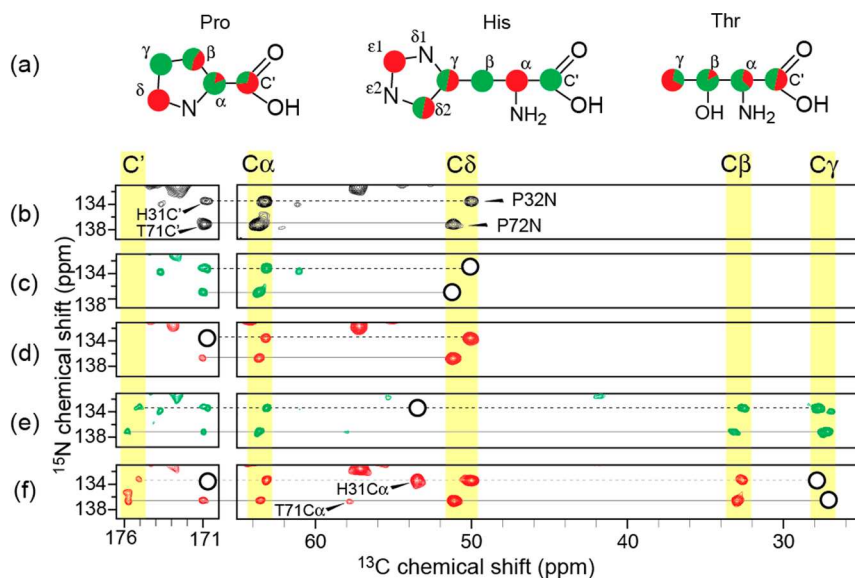 Pro His Thr
(a)
γ β δ α C' O OH N
ε1 δ1 N γ β α C' O OH NH₂ ε2 N δ2
γ β α C' O OH OH NH₂
C' Cα Cδ Cβ Cγ
(b) 134 138 H31C' T71C' P32N P72N
(c) 134 138
(d) 134 138
(e) 134 138
(f) 134 138 H31Cα T71Cα
¹⁵N chemical shift (ppm)
176 171 60 50 40 30
¹³C chemical shift (ppm)